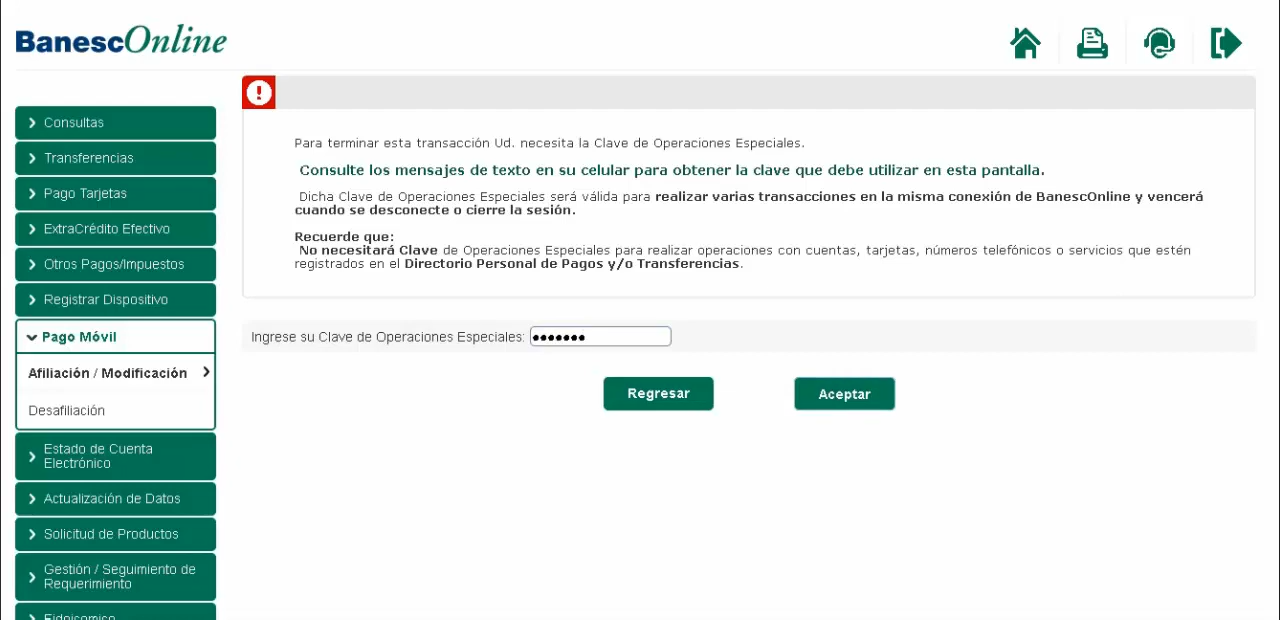 BanescOnline
Consultas
Transferencias
Pago Tarjetas
ExtraCrédito Efectivo
Otros Pagos/Impuestos
Registrar Dispositivo
Pago Móvil
Afiliación / Modificación
Desafiliación
Estado de Cuenta
Electrónico
Actualización de Datos
Solicitud de Productos
Gestión / Seguimiento de
Requerimiento
Fideicomiso
Para terminar esta transacción Ud. necesita la Clave de Operaciones Especiales.
Consulte los mensajes de texto en su celular para obtener la clave que debe utilizar en esta pantalla.
Dicha Clave de Operaciones Especiales será válida para realizar varias transacciones en la misma conexión de BanescOnline y vencerá
cuando se desconecte o cierre la sesión.
Recuerde que:
No necesitará Clave de Operaciones Especiales para realizar operaciones con cuentas, tarjetas, números telefónicos o servicios que estén
registrados en el Directorio Personal de Pagos y/o Transferencias.
Ingrese su Clave de Operaciones Especiales: •••••••
Regresar
Aceptar